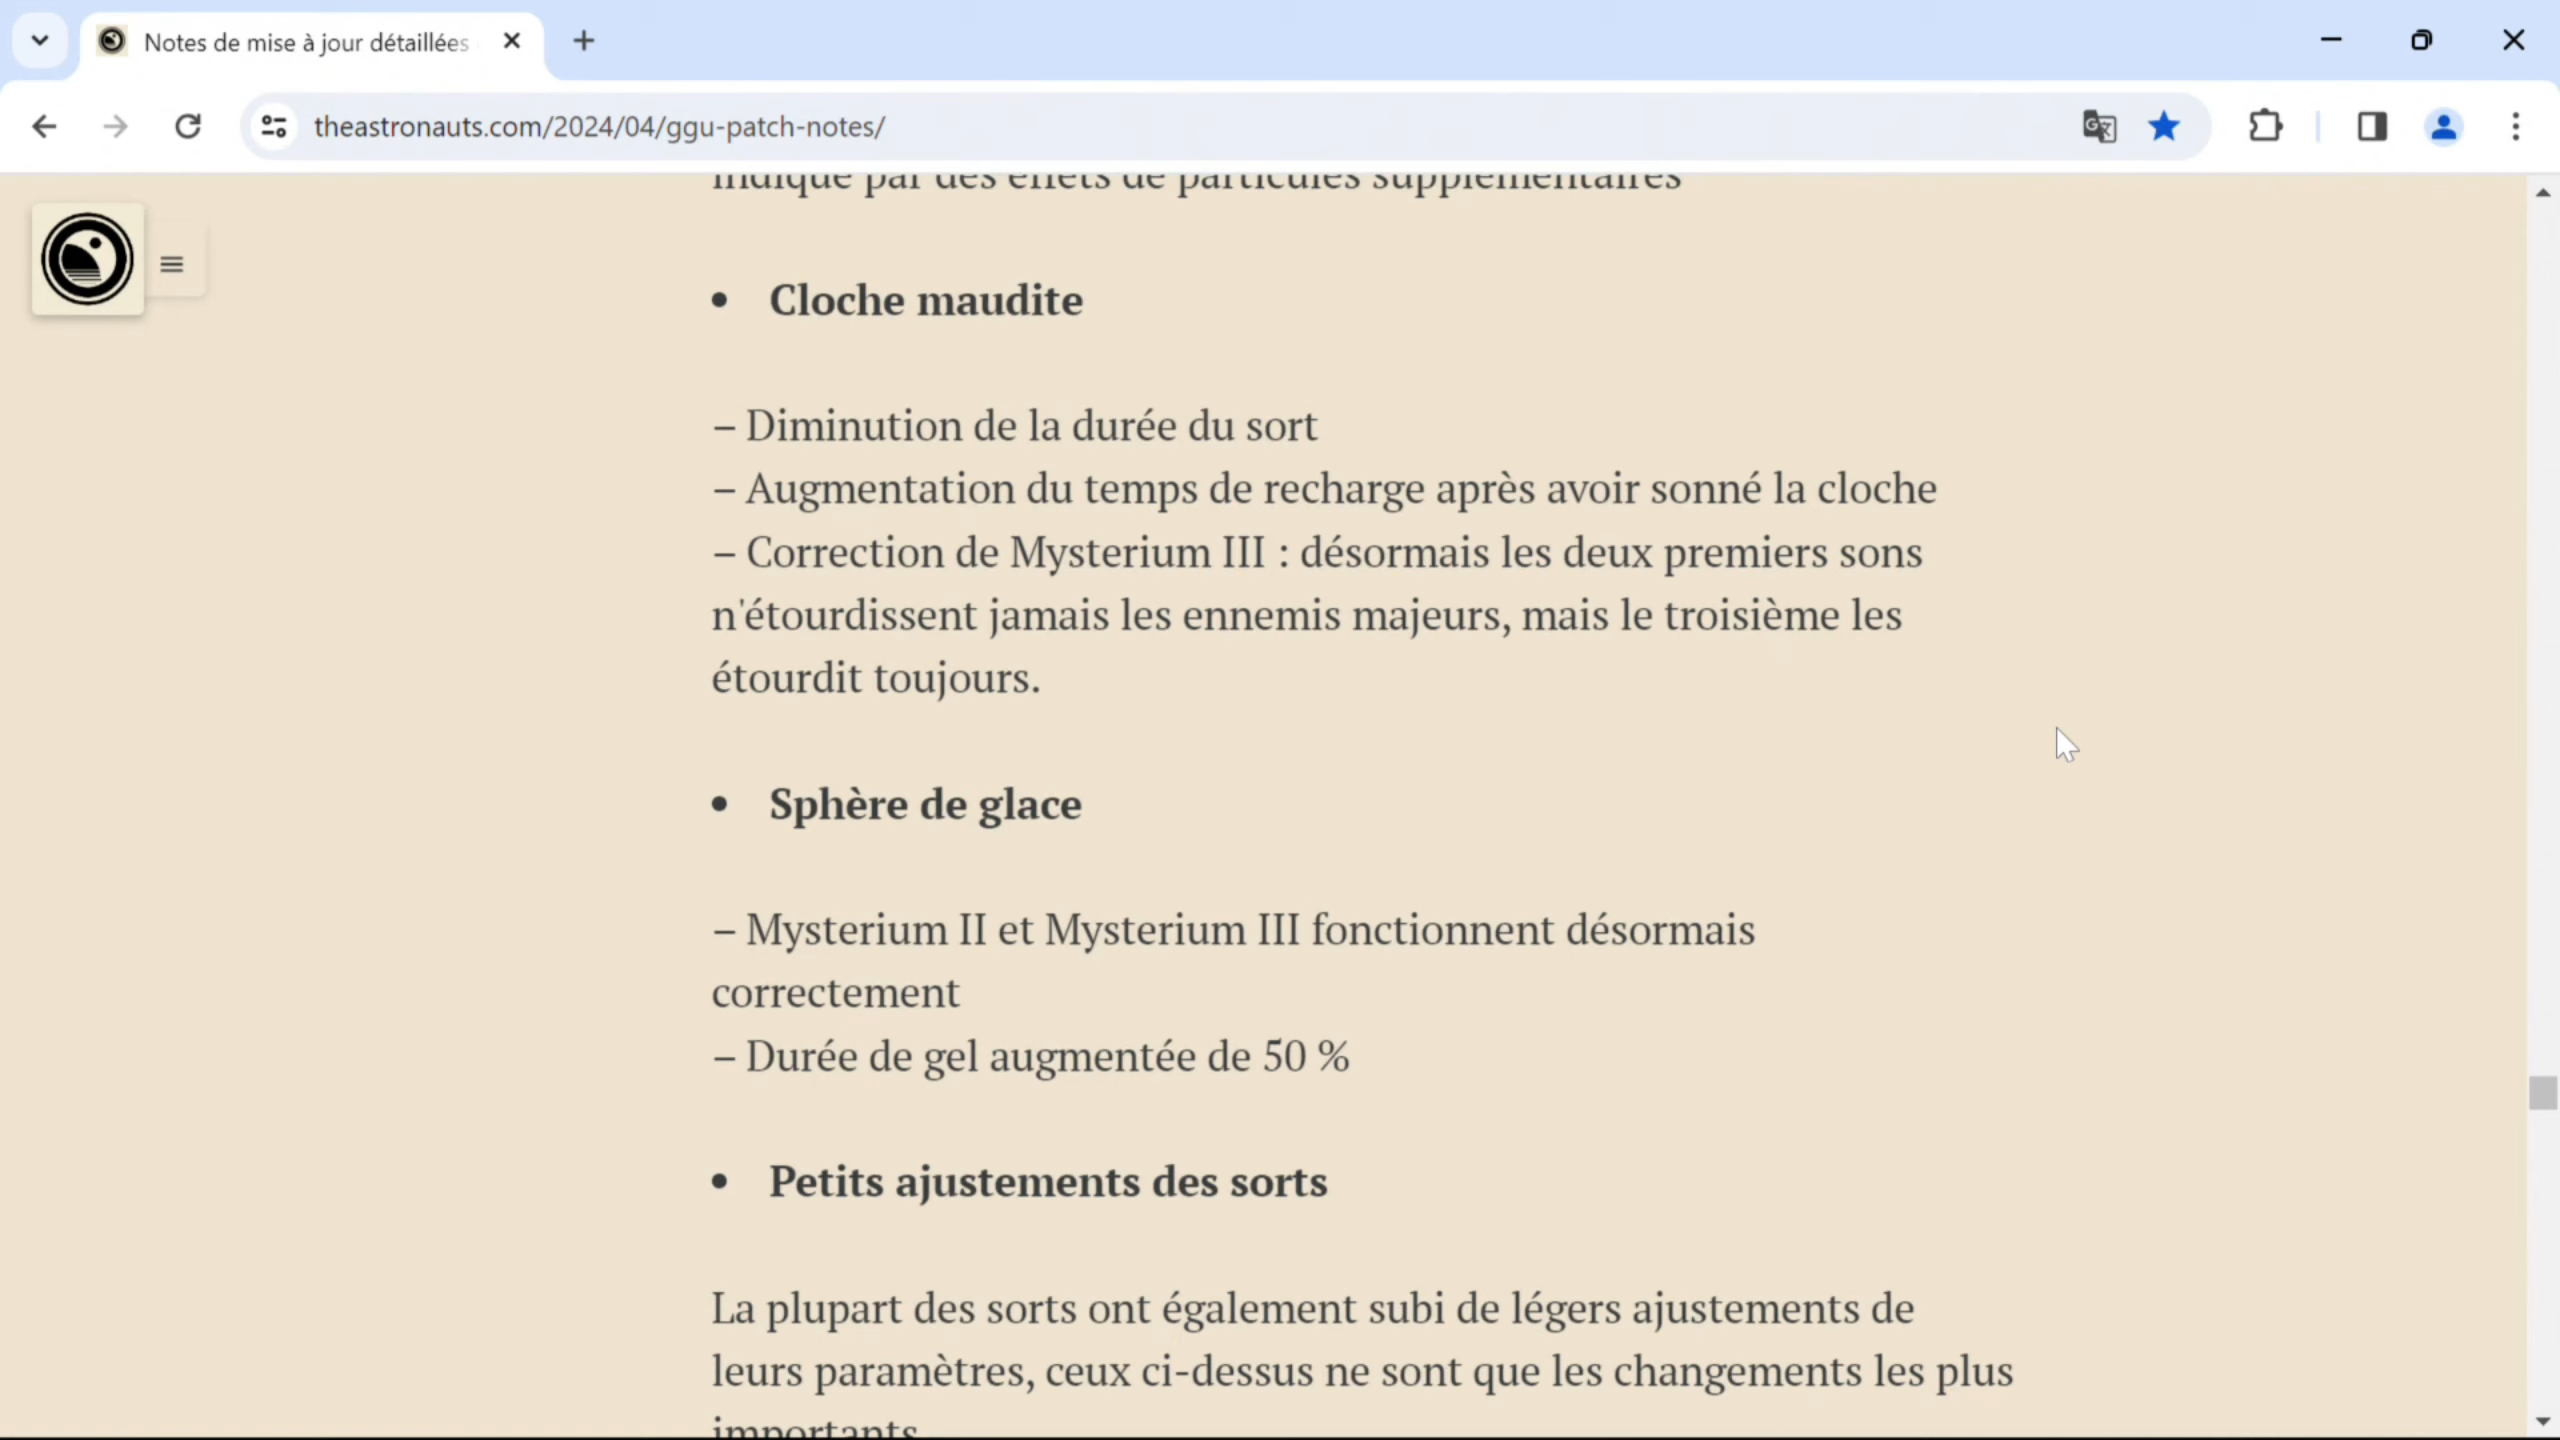 Notes de mise à jour détaillées
theastronauts.com/2024/04/ggu-patch-notes/
indiqué par des effets de particules supplémentaires
• Cloche maudite
– Diminution de la durée du sort
– Augmentation du temps de recharge après avoir sonné la cloche
– Correction de Mysterium III : désormais les deux premiers sons
n'étourdissent jamais les ennemis majeurs, mais le troisième les
étourdit toujours.
• Sphère de glace
– Mysterium II et Mysterium III fonctionnent désormais
correctement
– Durée de gel augmentée de 50 %
• Petits ajustements des sorts
La plupart des sorts ont également subi de légers ajustements de
leurs paramètres, ceux ci-dessus ne sont que les changements les plus
importants